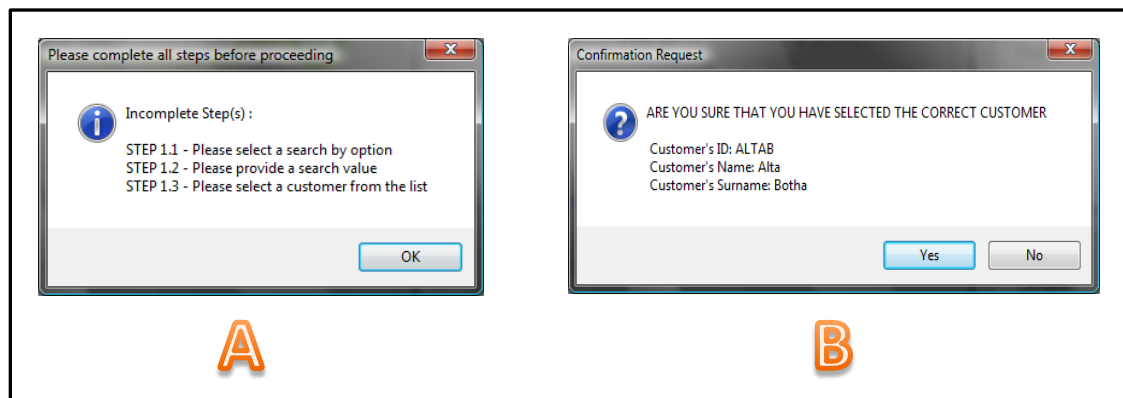 Please complete all steps before proceeding
Incomplete Step(s) :
STEP 1.1 - Please select a search by option
STEP 1.2 - Please provide a search value
STEP 1.3 - Please select a customer from the list
OK
A
Confirmation Request
ARE YOU SURE THAT YOU HAVE SELECTED THE CORRECT CUSTOMER
Customer's ID: ALTAB
Customer's Name: Alta
Customer's Surname: Botha
Yes
No
B